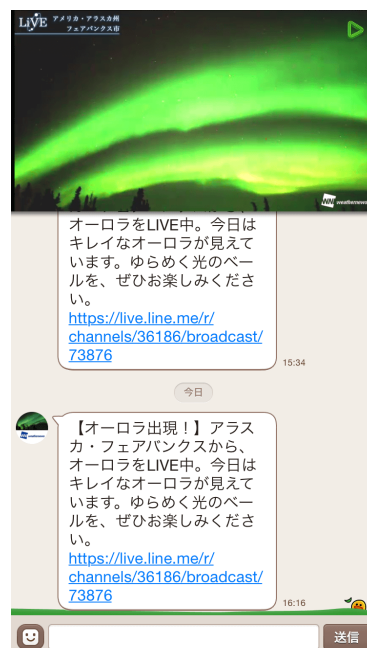 LiVE アメリカ・アラスカ州
フェアバンクス市
weathernews
オーロラをLIVE中。今日は
キレイなオーロラが見えて
います。ゆらめく光のベー
ルを、ぜひお楽しみくださ
い。
https://live.line.me/r/
channels/36186/broadcast/
73876
15:34
今日
【オーロラ出現！】アラス
カ・フェアバンクスから、
オーロラをLIVE中。今日は
キレイなオーロラが見えて
います。ゆらめく光のベー
ルを、ぜひお楽しみくださ
い。
https://live.line.me/r/
channels/36186/broadcast/
73876
16:16
送信